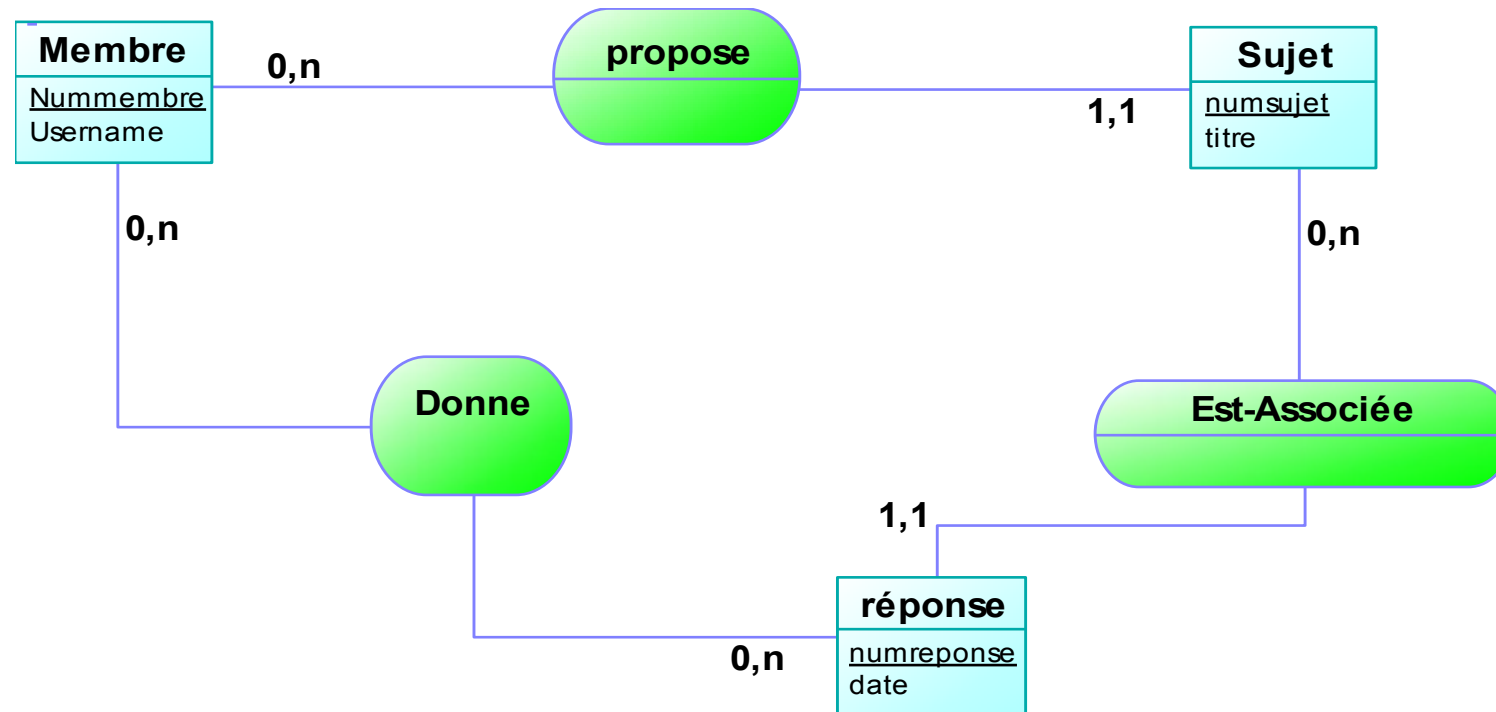 Membre
Nummembre
Username
0,n
propose
1,1
Sujet
numsujet
titre
0,n
0,n
Donne
Est-Associée
1,1
0,n
réponse
numreponse
date